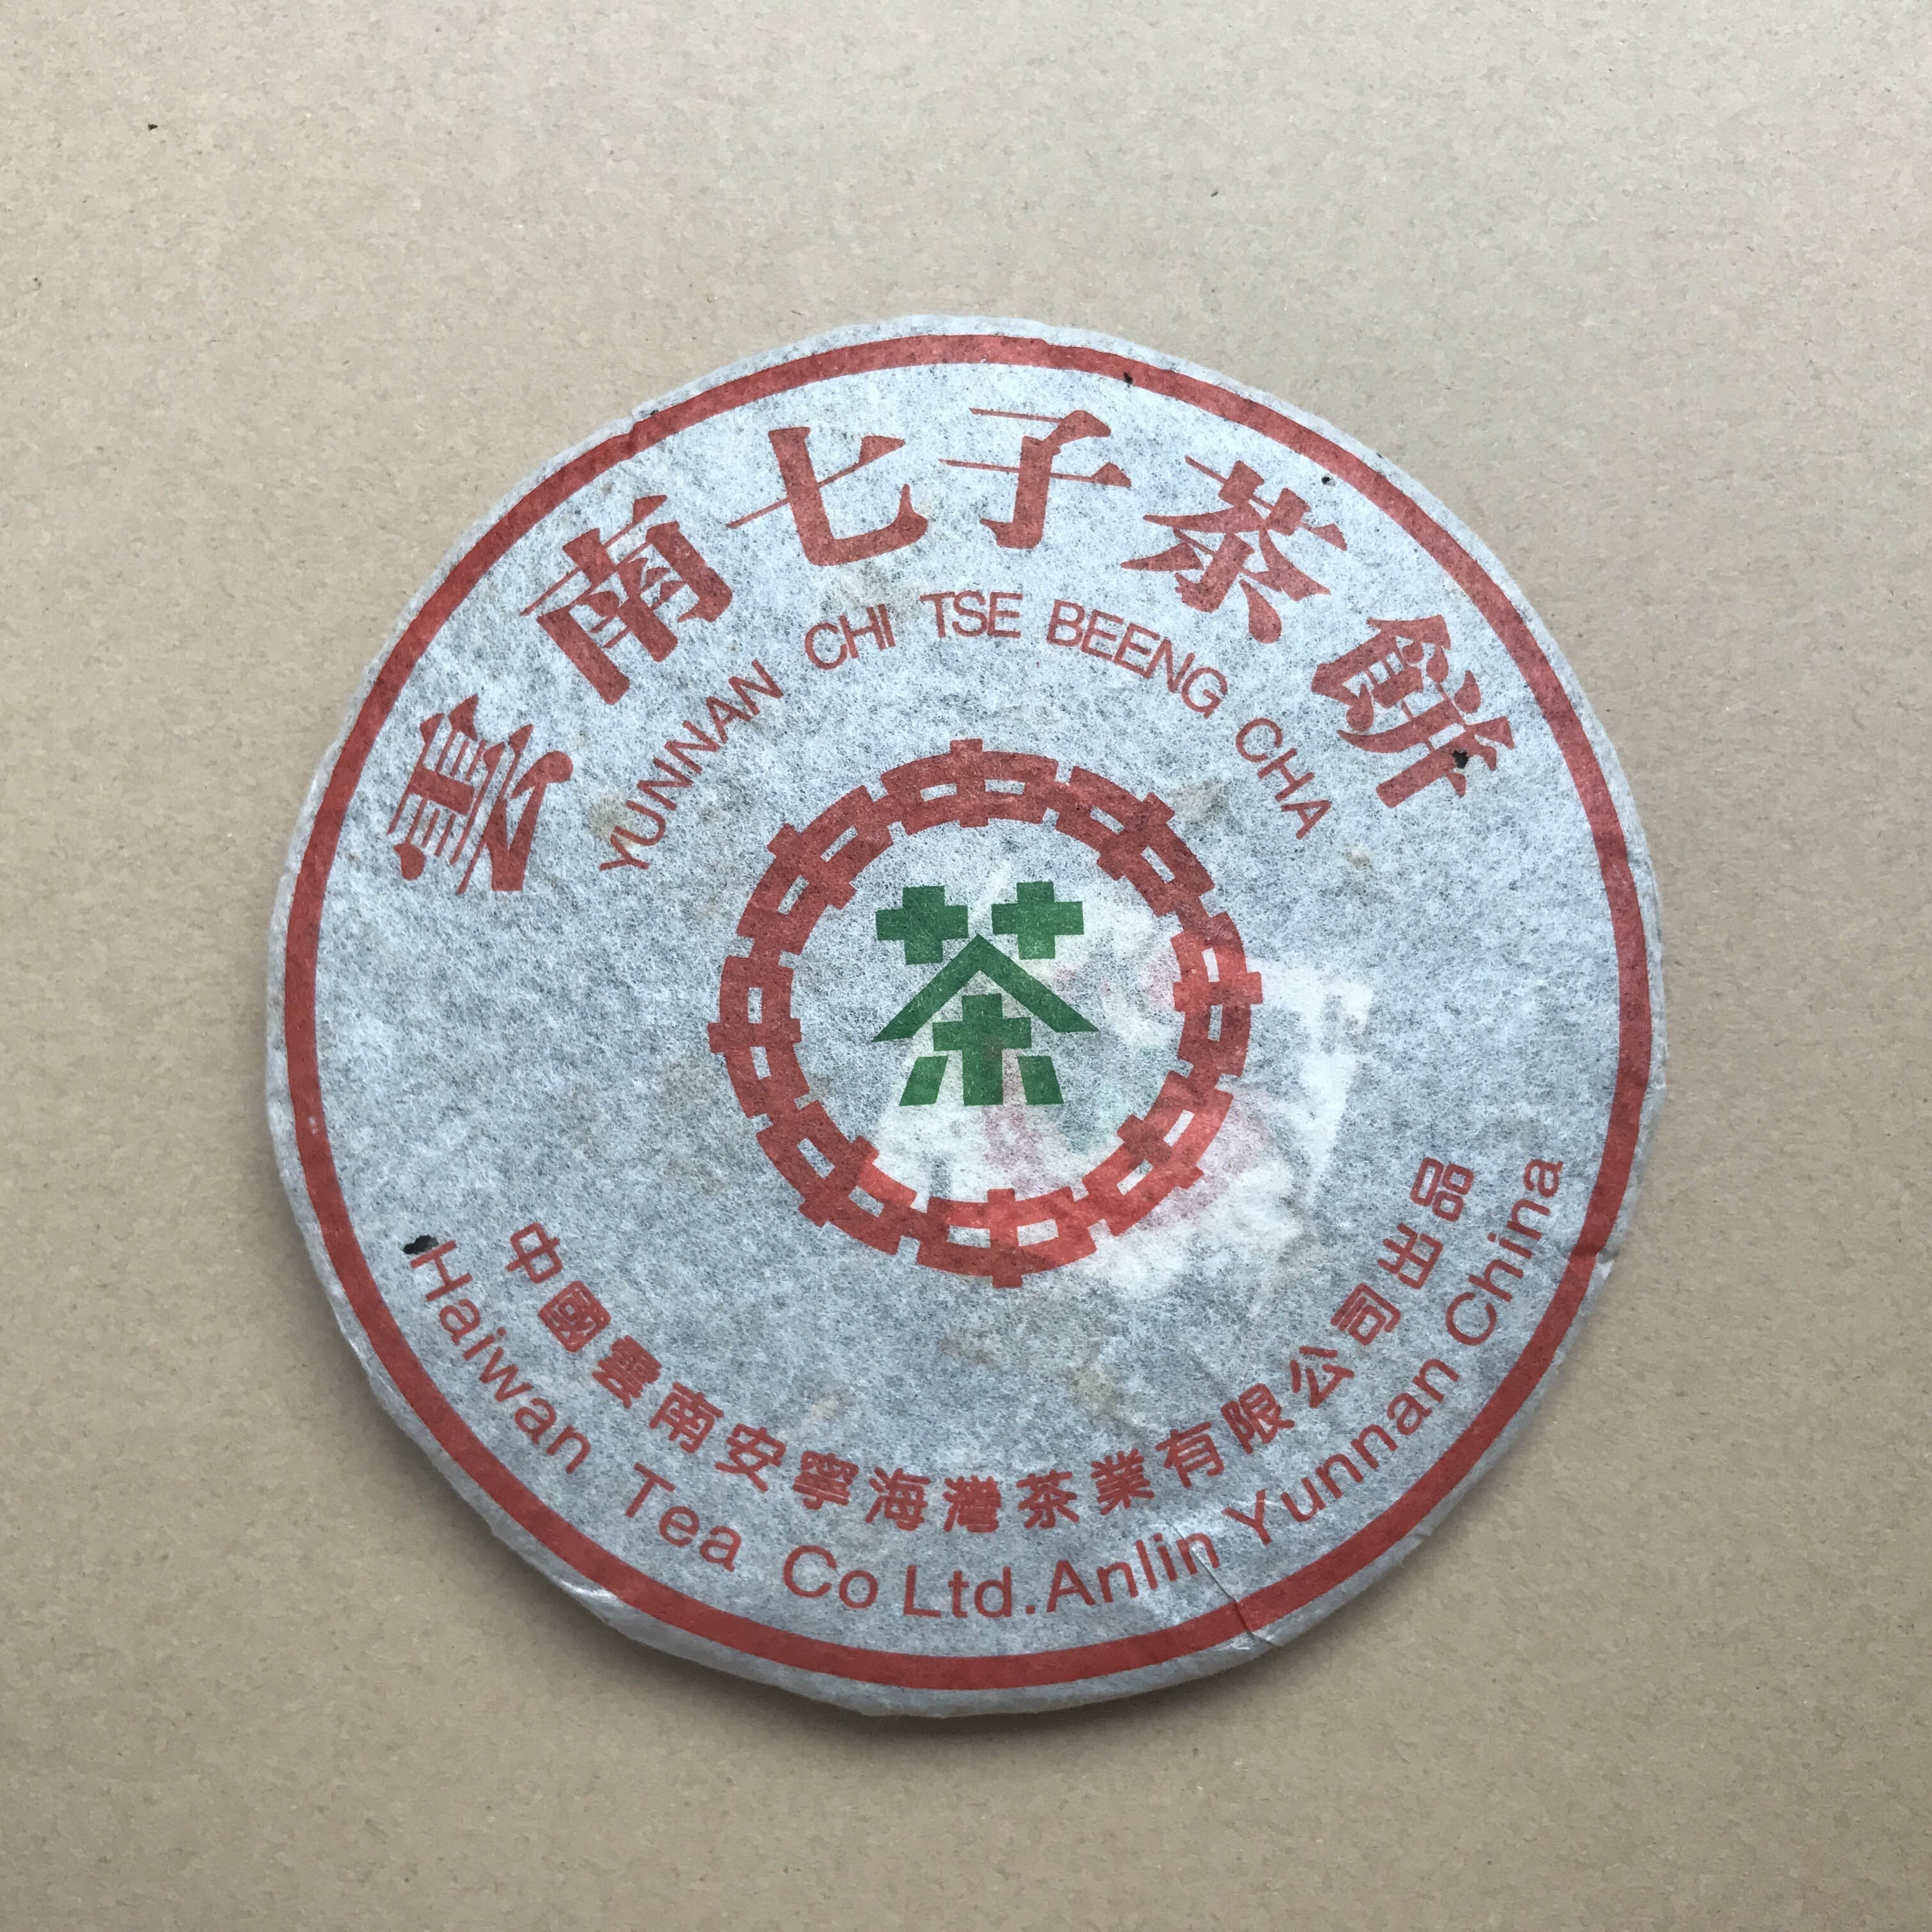 雲南七子茶餅
YUNNAN CHI TSE BEENG CHA
茶
中國雲南安寧海灣茶業有限公司出品
Haiwan Tea Co Ltd.Anlin Yunnan China